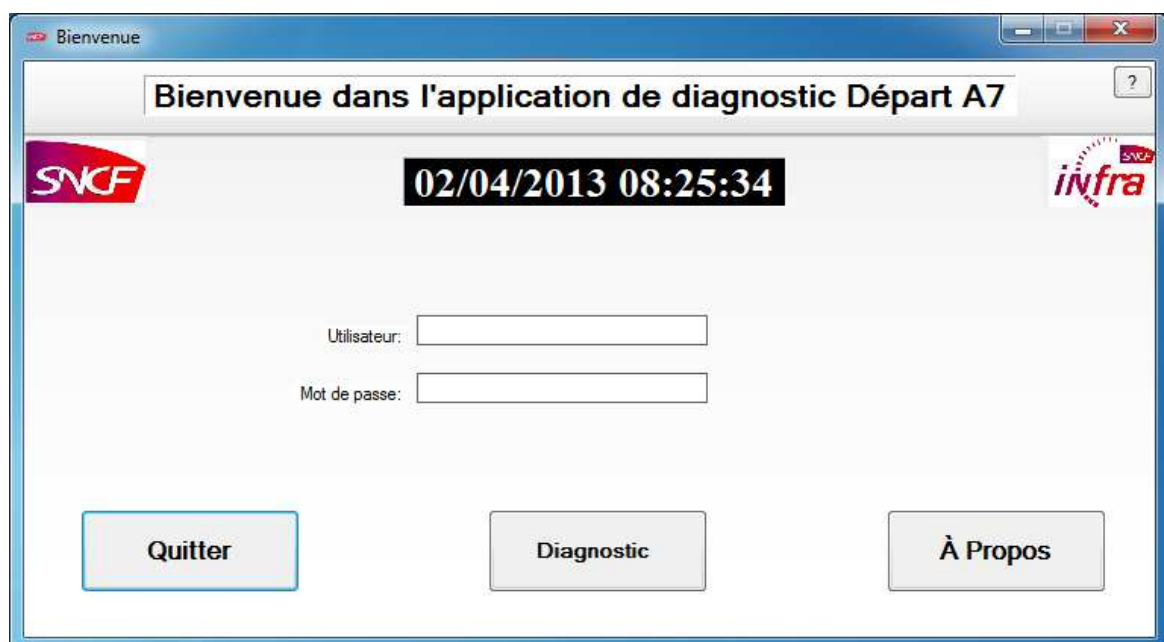 Bienvenue
Bienvenue dans l'application de diagnostic Départ A7
?
SNCF
02/04/2013 08:25:34
SNCF
infra
Utilisateur:
Mot de passe:
Quitter
Diagnostic
À Propos